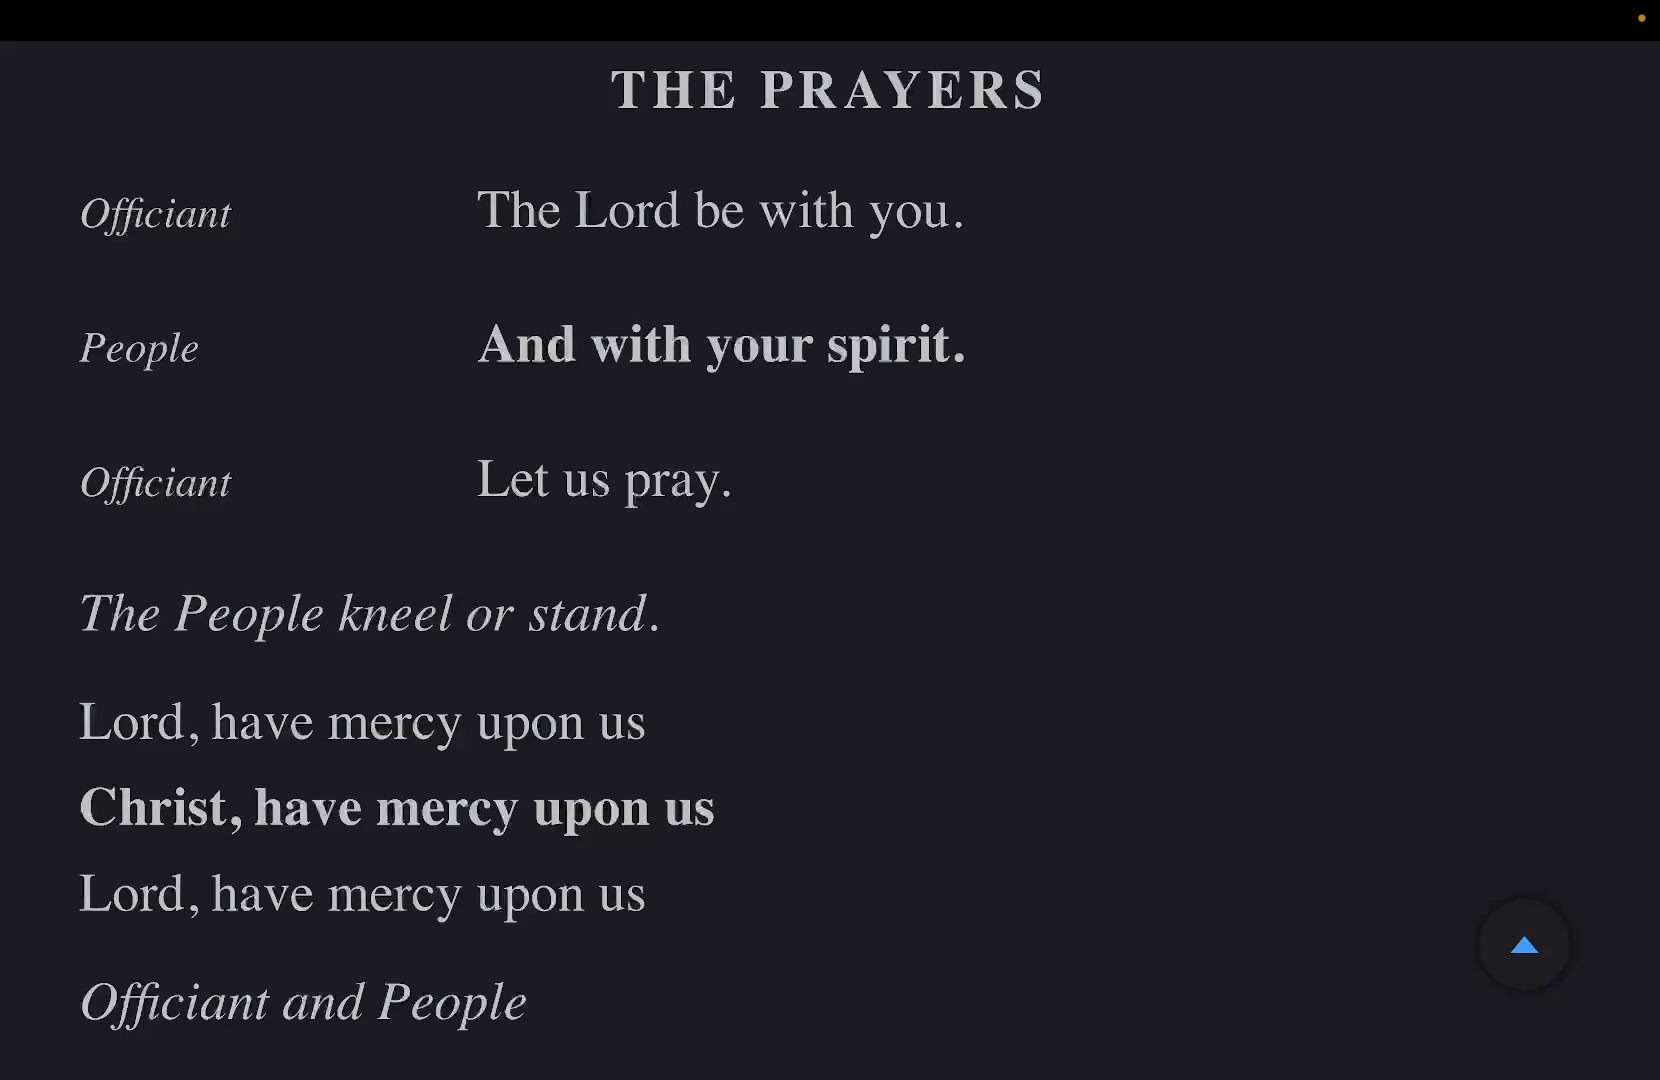 THE PRAYERS
Officiant The Lord be with you.
People And with your spirit.
Officiant Let us pray.
The People kneel or stand.
Lord, have mercy upon us
Christ, have mercy upon us
Lord, have mercy upon us
Officiant and People